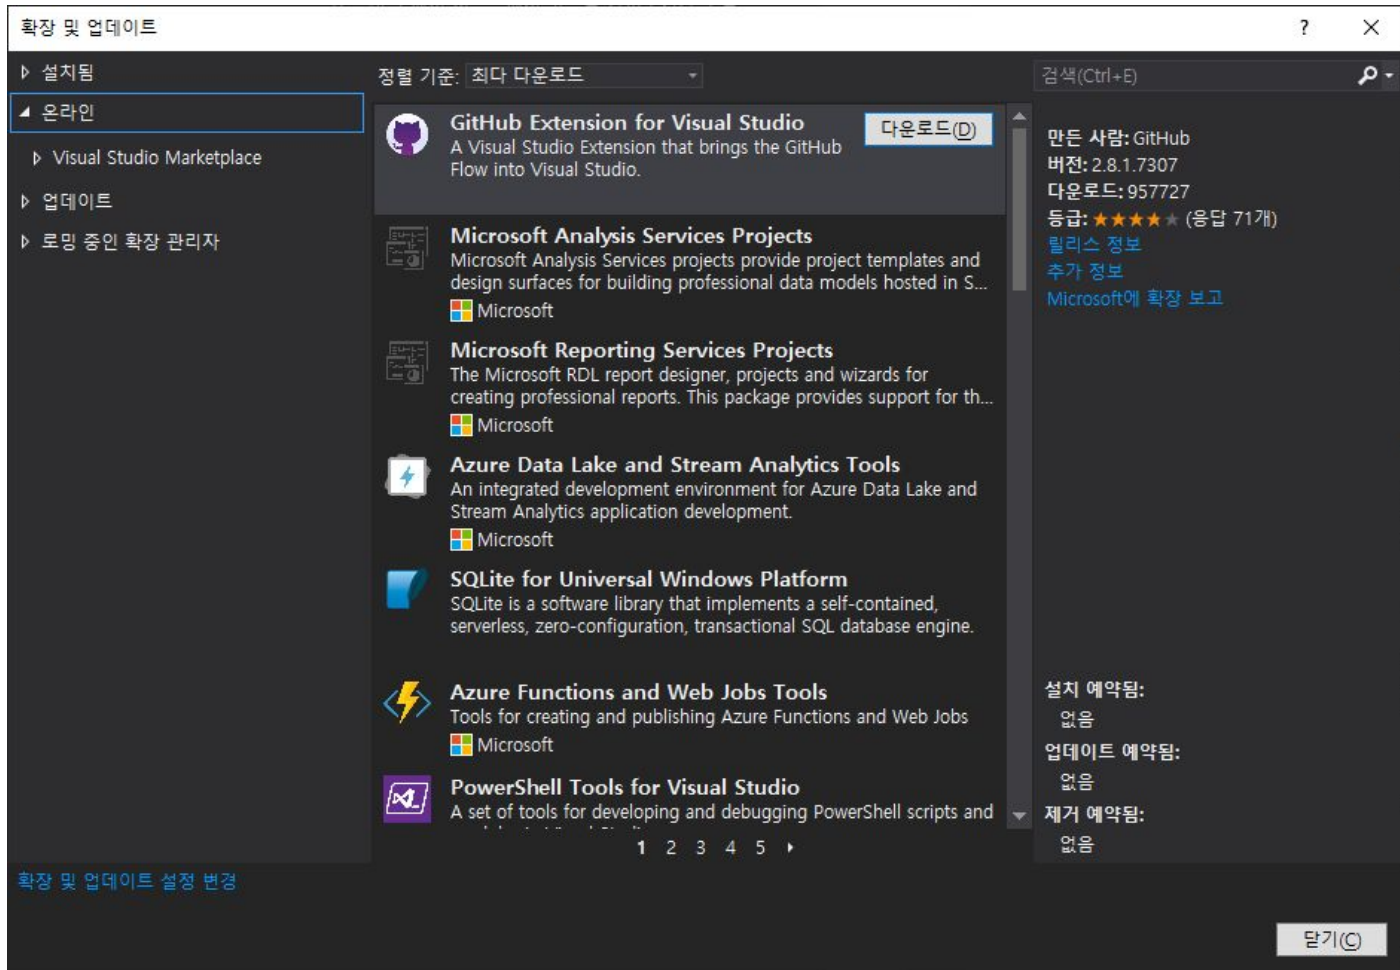 확장 및 업데이트
?
설치됨
온라인
Visual Studio Marketplace
업데이트
로밍 중인 확장 관리자
정렬 기준: 최다 다운로드
GitHub Extension for Visual Studio
다운로드(D)
A Visual Studio Extension that brings the GitHub
Flow into Visual Studio.
Microsoft Analysis Services Projects
Microsoft Analysis Services projects provide project templates and
design surfaces for building professional data models hosted in S...
Microsoft
Microsoft Reporting Services Projects
The Microsoft RDL report designer, projects and wizards for
creating professional reports. This package provides support for th...
Microsoft
Azure Data Lake and Stream Analytics Tools
An integrated development environment for Azure Data Lake and
Stream Analytics application development.
Microsoft
SQLite for Universal Windows Platform
SQLite is a software library that implements a self-contained,
serverless, zero-configuration, transactional SQL database engine.
Azure Functions and Web Jobs Tools
Tools for creating and publishing Azure Functions and Web Jobs
Microsoft
PowerShell Tools for Visual Studio
A set of tools for developing and debugging PowerShell scripts and
1 2 3 4 5
검색(Ctrl+E)
만든 사람: GitHub
버전: 2.8.1.7307
다운로드: 957727
등급: ★★★★★ (응답 71개)
릴리스 정보
추가 정보
Microsoft에 확장 보고
설치 예약됨:
없음
업데이트 예약됨:
없음
제거 예약됨:
없음
확장 및 업데이트 설정 변경
닫기(C)